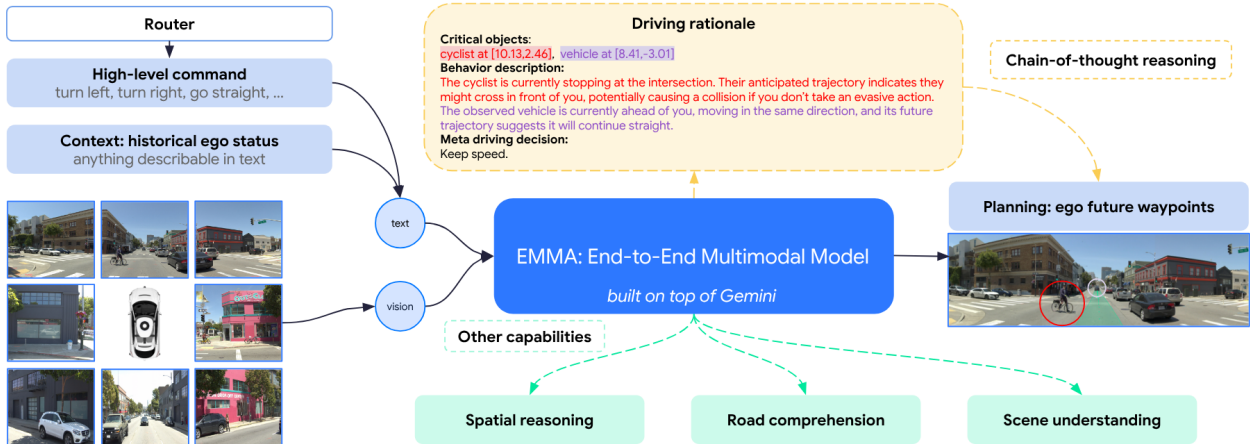 Router
High-level command
turn left, turn right, go straight, ...
Context: historical ego status
anything describable in text
text
vision
Driving rationale
Critical objects:
cyclist at [10.13,2.46], vehicle at [8.41,-3.01]
Behavior description:
The cyclist is currently stopping at the intersection. Their anticipated trajectory indicates they
might cross in front of you, potentially causing a collision if you don't take an evasive action.
The observed vehicle is currently ahead of you, moving in the same direction, and its future
trajectory suggests it will continue straight.
Meta driving decision:
Keep speed.
Chain-of-thought reasoning
EMMA: End-to-End Multimodal Model
built on top of Gemini
Planning: ego future waypoints
Other capabilities
Spatial reasoning
Road comprehension
Scene understanding